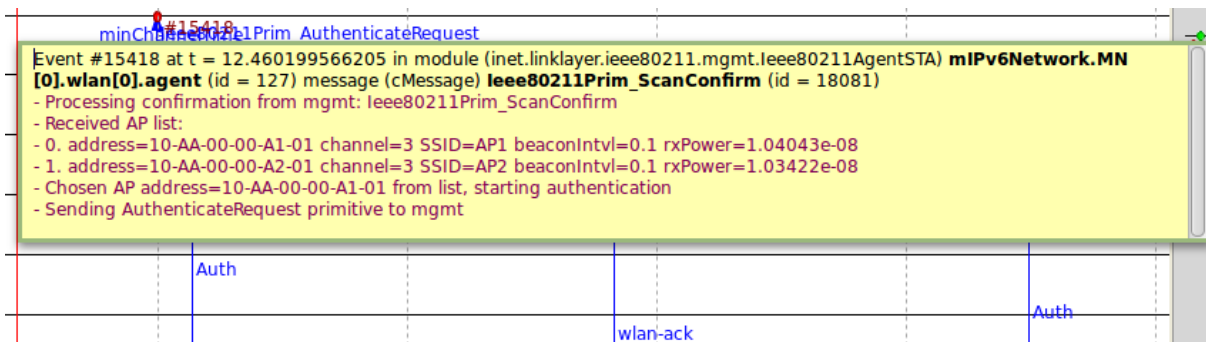 #15418
minChannelTime
Ieee80211Prim_AuthenticateRequest
Event #15418 at t = 12.460199566205 in module (inet.linklayer.ieee80211.mgmt.Ieee80211AgentSTA) mIPv6Network.MN
[0].wlan[0].agent (id = 127) message (cMessage) Ieee80211Prim_ScanConfirm (id = 18081)
- Processing confirmation from mgmt: Ieee80211Prim_ScanConfirm
- Received AP list:
- 0. address=10-AA-00-00-A1-01 channel=3 SSID=AP1 beaconIntvl=0.1 rxPower=1.04043e-08
- 1. address=10-AA-00-00-A2-01 channel=3 SSID=AP2 beaconIntvl=0.1 rxPower=1.03422e-08
- Chosen AP address=10-AA-00-00-A1-01 from list, starting authentication
- Sending AuthenticateRequest primitive to mgmt
Auth
Auth
wlan-ack